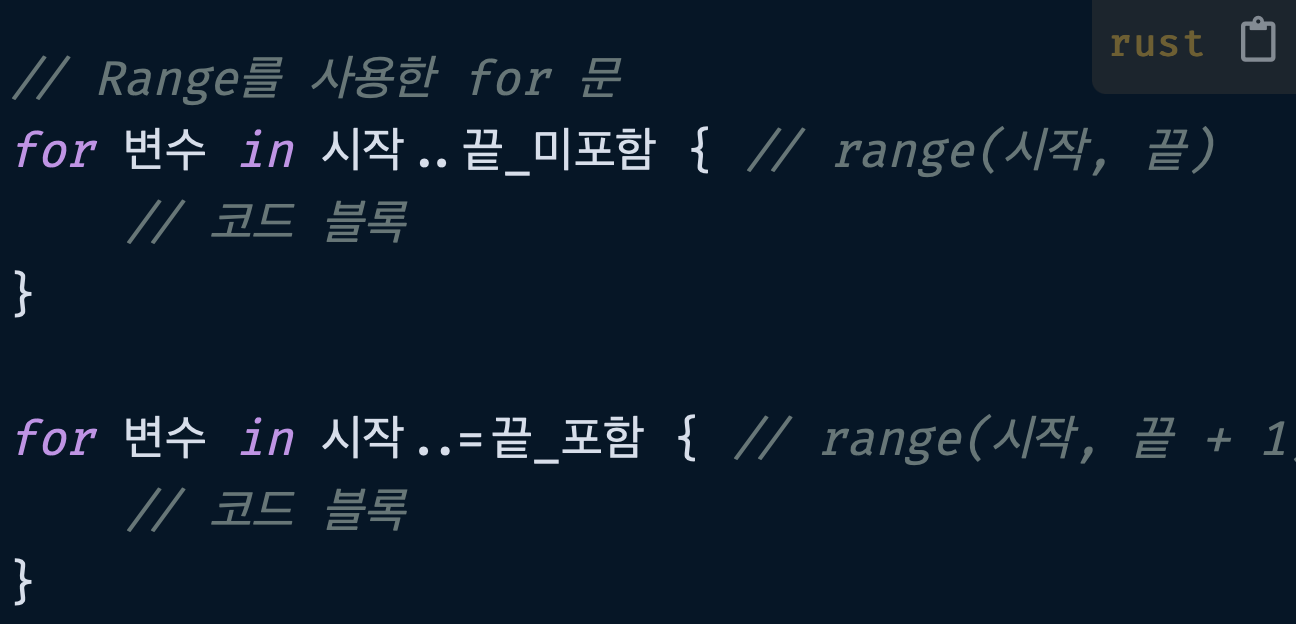 rust
// Range를 사용한 for 문
for 변수 in 시작..끝_미포함 { // range(시작, 끝)
    // 코드 블록
}
for 변수 in 시작..=끝_포함 { // range(시작, 끝 + 1)
    // 코드 블록
}